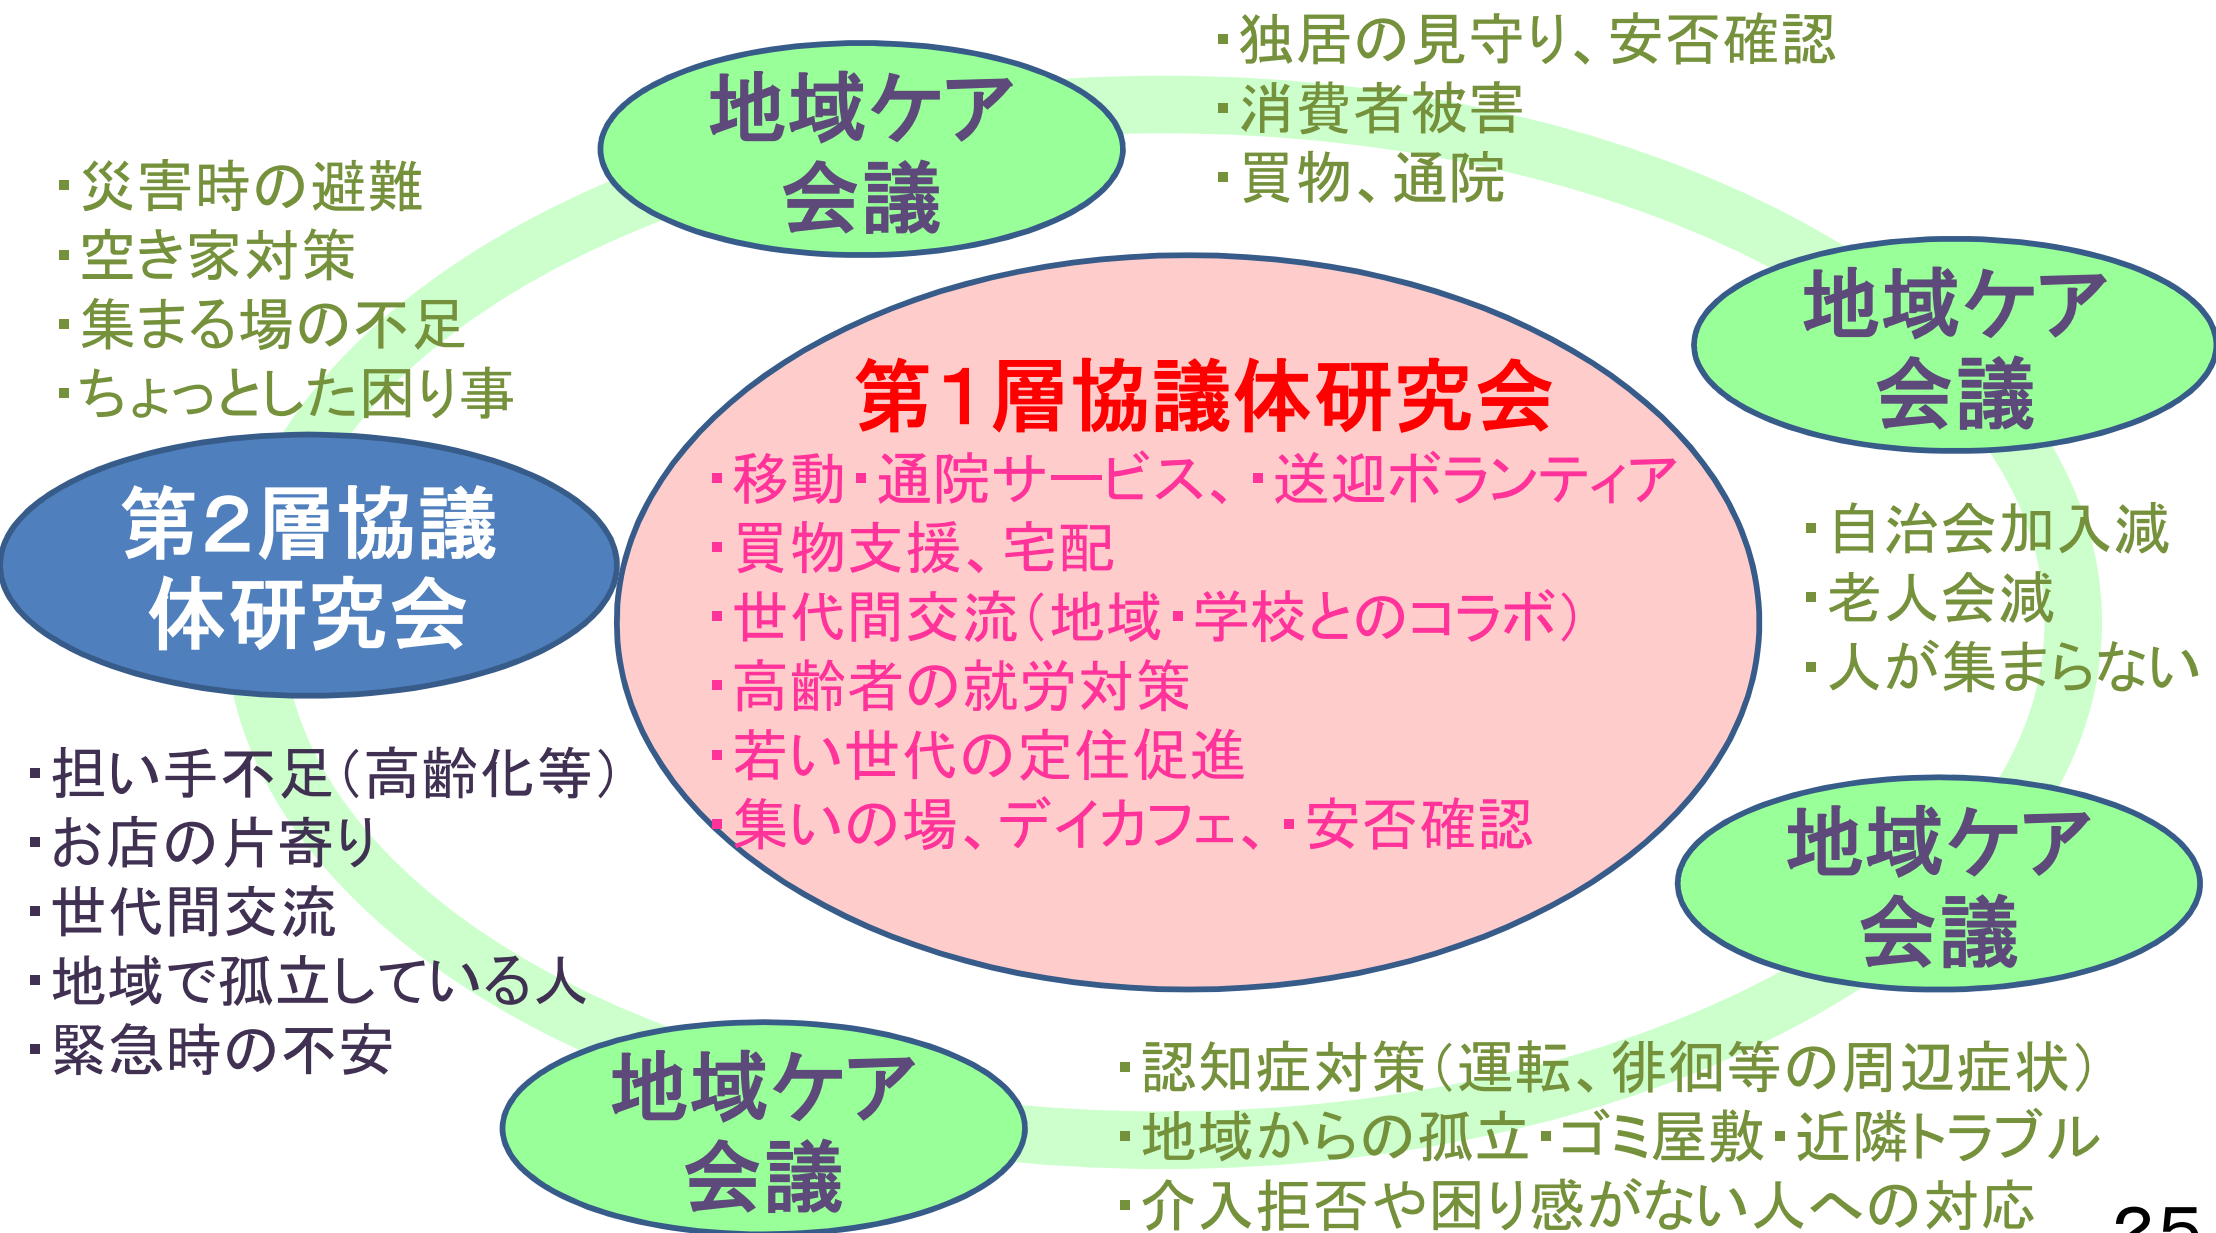 地域ケア
会議
・独居の見守り、安否確認
・消費者被害
・買物、通院
・災害時の避難
・空き家対策
・集まる場の不足
・ちょっとした困り事
地域ケア
会議
第１層協議体研究会
・移動・通院サービス、・送迎ボランティア
・買物支援、宅配
・世代間交流（地域・学校とのコラボ）
・高齢者の就労対策
・若い世代の定住促進
・集いの場、デイカフェ、・安否確認
第２層協議
体研究会
・自治会加入減
・老人会減
・人が集まらない
・担い手不足（高齢化等）
・お店の片寄り
・世代間交流
・地域で孤立している人
・緊急時の不安
地域ケア
会議
地域ケア
会議
・認知症対策（運転、徘徊等の周辺症状）
・地域からの孤立・ゴミ屋敷・近隣トラブル
・介入拒否や困り感がない人への対応